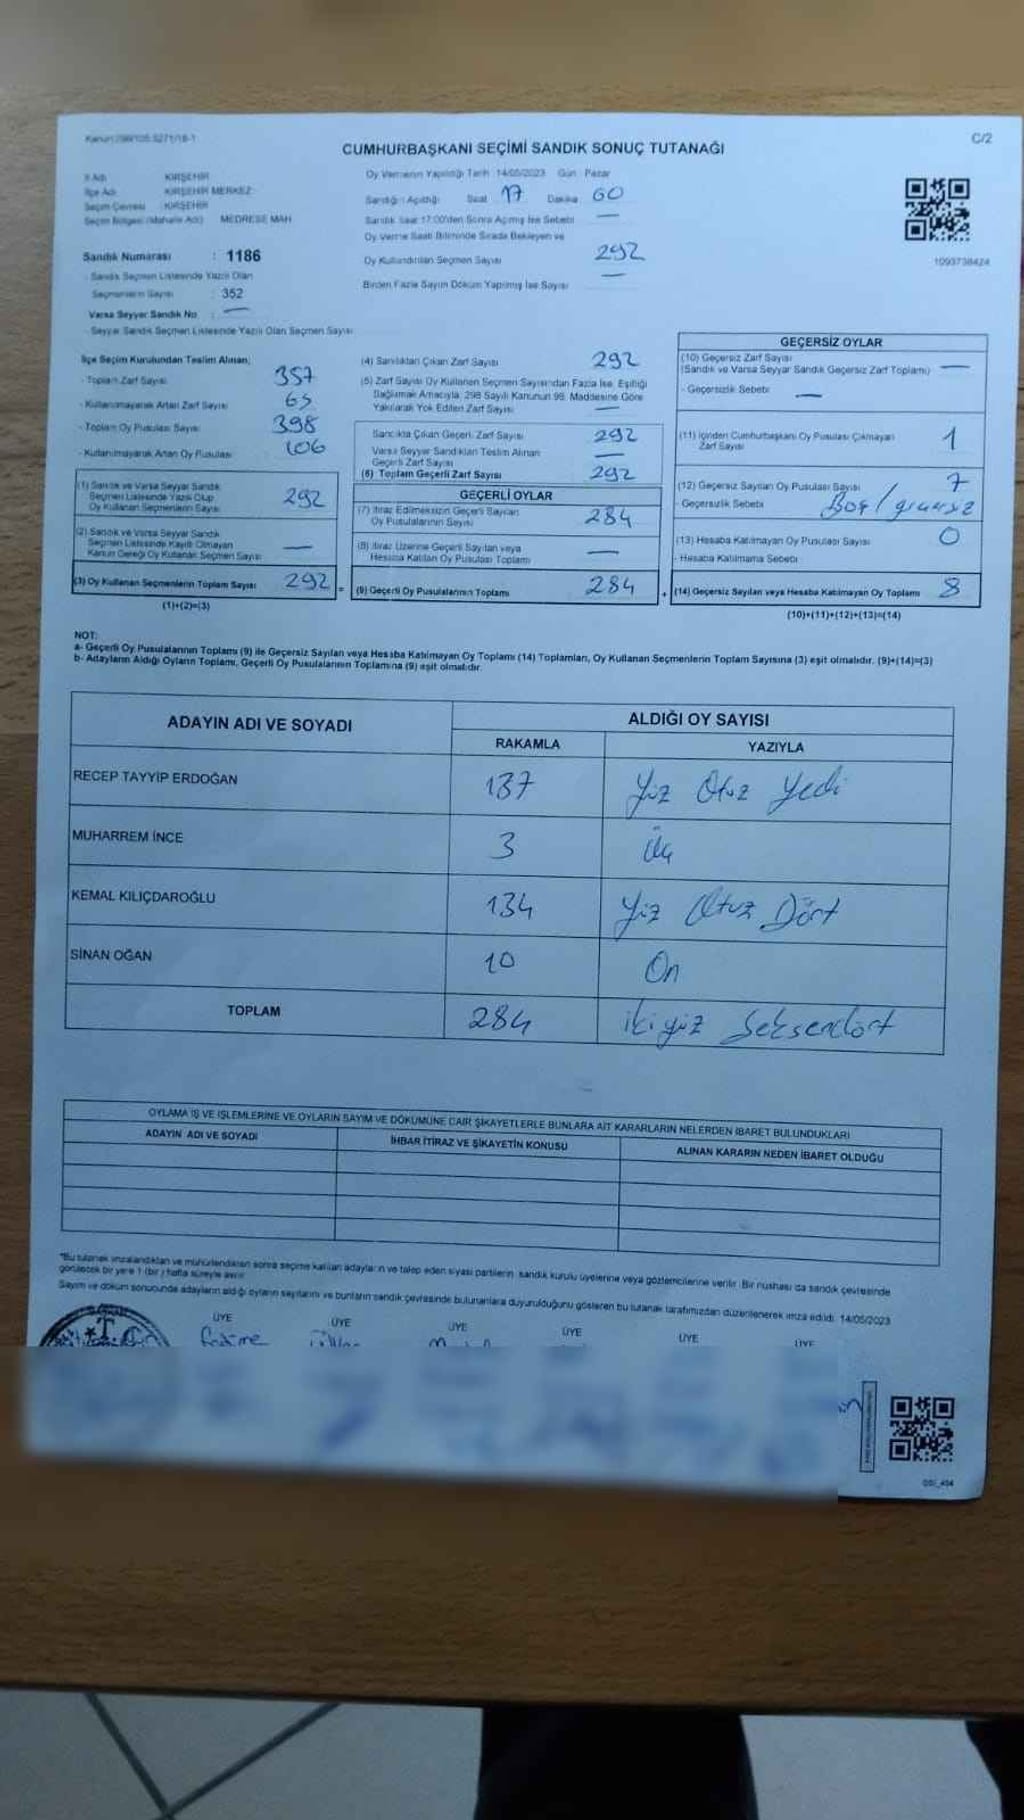 C/2
CUMHURBAŞKANI SEÇİMİ SANDIK SONUÇ TUTANAĞI
İl Adı KIRŞEHİR
İlçe Adı KIRŞEHİR MERKEZ
Seçim Çevresi : KIRŞEHİR
Seçim Bölgesi (Mahalle Adı) MEDRESE MAH
Sandık Numarası : 1186
Sandık Seçmen Listesinde Yazılı Olan
Seçmenlerin Sayısı : 352
Varsa Seyyar Sandık No : —
- Seyyar Sandık Seçmen Listesinde Yazılı Olan Seçmen Sayısı
Oy Vermenin Yapıldığı Tarih 14/05/2023 Gün Pazar
Sandığın Açıldığı Saat 17 Dakika GO
Sandık Saat 17:00'den Sonra Açılmış İse Sebebi —
Oy Verme Saati Bitiminde Sırada Bekleyen ve
Oy Kullandırılan Seçmen Sayısı 292
Birden Fazla Sayım Döküm Yapılmış İse Sayısı —
1093738424
İlçe Seçim Kurulundan Teslim Alınan;
- Toplam Zarf Sayısı 357
- Kullanılmayarak Artan Zarf Sayısı 65
- Toplam Oy Pusulası Sayısı 398
- Kullanılmayarak Artan Oy Pusulası 106
(1) Sandık ve Varsa Seyyar Sandık
Seçmen Listesinde Yazılı Olup
Oy Kullanan Seçmenlerin Sayısı 292
(2) Sandık ve Varsa Seyyar Sandık
Seçmen Listesinde Kayıtlı Olmayan
Kanun Gereği Oy Kullanan Seçmen Sayısı —
(3) Oy Kullanan Seçmenlerin Toplam Sayısı 292 =
(1)+(2)=(3)
(4) Sandıktan Çıkan Zarf Sayısı 292
(5) Zarf Sayısı Oy Kullanan Seçmen Sayısından Fazla İse, Eşitliği
Sağlamak Amacıyla, 298 Sayılı Kanunun 98. Maddesine Göre
Yakılarak Yok Edilen Zarf Sayısı —
Sandıkta Çıkan Geçerli Zarf Sayısı 292
Varsa Seyyar Sandıktan Teslim Alınan
Geçerli Zarf Sayısı —
(6) Toplam Geçerli Zarf Sayısı 292
GEÇERLİ OYLAR
(7) İtiraz Edilmeksizin Geçerli Sayılan
Oy Pusulalarının Sayısı 284
(8) İtiraz Üzerine Geçerli Sayılan veya
Hesaba Katılan Oy Pusulası Toplamı —
(9) Geçerli Oy Pusulalarının Toplamı 284 +
GEÇERSİZ OYLAR
(10) Geçersiz Zarf Sayısı
(Sandık ve Varsa Seyyar Sandık Geçersiz Zarf Toplamı) —
- Geçersizlik Sebebi —
(11) İçinden Cumhurbaşkanı Oy Pusulası Çıkmayan
Zarf Sayısı 1
(12) Geçersiz Sayılan Oy Pusulası Sayısı 7
Geçersizlik Sebebi Boş /
(13) Hesaba Katılmayan Oy Pusulası Sayısı 0
- Hesaba Katılmama Sebebi
(14) Geçersiz Sayılan veya Hesaba Katılmayan Oy Toplamı 8
(10)+(11)+(12)+(13)=(14)
NOT:
a- Geçerli Oy Pusulalarının Toplamı (9) ile Geçersiz Sayılan veya Hesaba Katılmayan Oy Toplamı (14) Toplamları, Oy Kullanan Seçmenlerin Toplam Sayısına (3) eşit olmalıdır. (9)+(14)=(3)
b- Adayların Aldığı Oyların Toplamı, Geçerli Oy Pusulalarının Toplamına (9) eşit olmalıdır.
ADAYIN ADI VE SOYADI ALDIĞI OY SAYISI
RAKAMLA YAZIYLA
RECEP TAYYİP ERDOĞAN 137 Yüz Otuz Yedi
MUHARREM İNCE 3 Üç
KEMAL KILIÇDAROĞLU 134 Yüz Otuz Dört
SİNAN OĞAN 10 On
TOPLAM 284 ikiyüz Seksendört
OYLAMA İŞ VE İŞLEMLERİNE VE OYLARIN SAYIM VE DÖKÜMÜNE DAİR ŞİKAYETLERLE BUNLARA AİT KARARLARIN NELERDEN İBARET BULUNDUKLARI
ADAYIN ADI VE SOYADI İHBAR İTİRAZ VE ŞİKAYETİN KONUSU ALINAN KARARIN NEDEN İBARET OLDUĞU
*Bu tutanak imzalandıktan ve mühürlendikten sonra seçime katılan adayların ve talep eden siyasi partilerin sandık kurulu üyelerine veya gözlemcilerine verilir. Bir nüshası da sandık çevresinde
görülecek bir yere 1 (bir) hafta süreyle asılır.
Sayım ve döküm sonucunda adayların aldığı oyların sayılarını ve bunların sandık çevresinde bulunanlara duyurulduğunu gösteren bu tutanak tarafımızdan düzenlenerek imza edildi. 14/05/2023
ÜYE ÜYE ÜYE ÜYE ÜYE ÜYE
Fatime